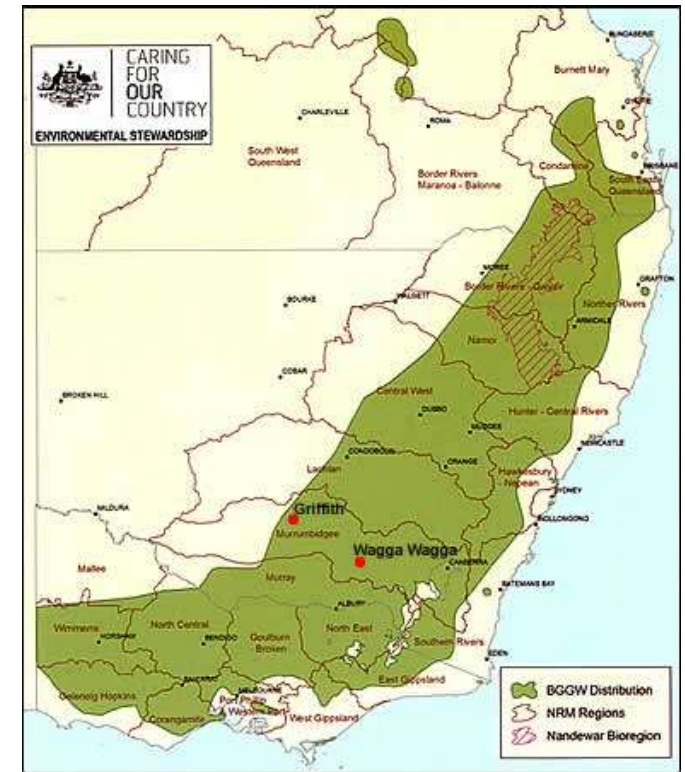 CARING
FOR
OUR
COUNTRY
ENVIRONMENTAL STEWARDSHIP
BUNDABERG
Burnett Mary
GYMPIE
CHARLEVILLE
ROMA
South West
Queensland
Border Rivers
Maranoa - Balonne
Condamine
BRISBANE
South East
Queensland
MOREE
GRAFTON
Border Rivers - Gwydir
BOURKE
WALGETT
Northern Rivers
ARMIDALE
Namoi
COBAR
BROKEN HILL
Central West
DUBBO
Hunter - Central Rivers
MUDGEE
NEWCASTLE
CONDOBOLIN
ORANGE
Lachlan
Hawkesbury
Nepean
SYDNEY
MILDURA
Griffith
WOLLONGONG
Murrumbidgee
Wagga Wagga
Mallee
CANBERRA
Murray
BATEMANS BAY
ALBURY
Wimmera
North Central
North East
HORSHAM
BENDIGO
Goulburn
- Broken
Southern Rivers
EDEN
East Gippsland
BALLARAT
MELBOURNE
Glenelg Hopkins
Port Phillip
Western Port
West Gippsland
Corangamite
BGGW Distribution
NRM Regions
Nandewar Bioregion